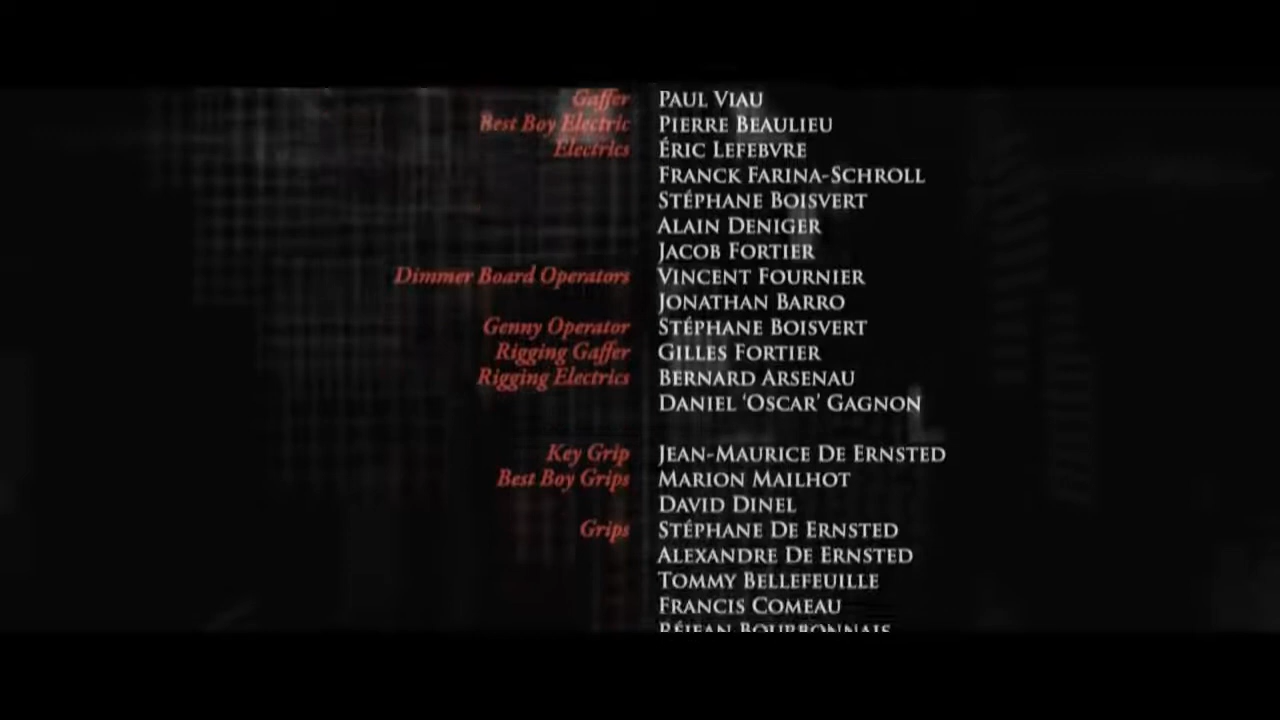 Gaffer PAUL VIAU
Best Boy Electric PIERRE BEAULIEU
Electrics ÉRIC LEFEBVRE
FRANCK FARINA-SCHROLL
STÉPHANE BOISVERT
ALAIN DENIGER
JACOB FORTIER
Dimmer Board Operators VINCENT FOURNIER
JONATHAN BARRO
Genny Operator STÉPHANE BOISVERT
Rigging Gaffer GILLES FORTIER
Rigging Electrics BERNARD ARSENAU
DANIEL 'OSCAR' GAGNON
Key Grip JEAN-MAURICE DE ERNSTED
Best Boy Grips MARION MAILHOT
DAVID DINEL
Grips STÉPHANE DE ERNSTED
ALEXANDRE DE ERNSTED
TOMMY BELLEFEUILLE
FRANCIS COMEAU
RÉJEAN BOURBONNAIS